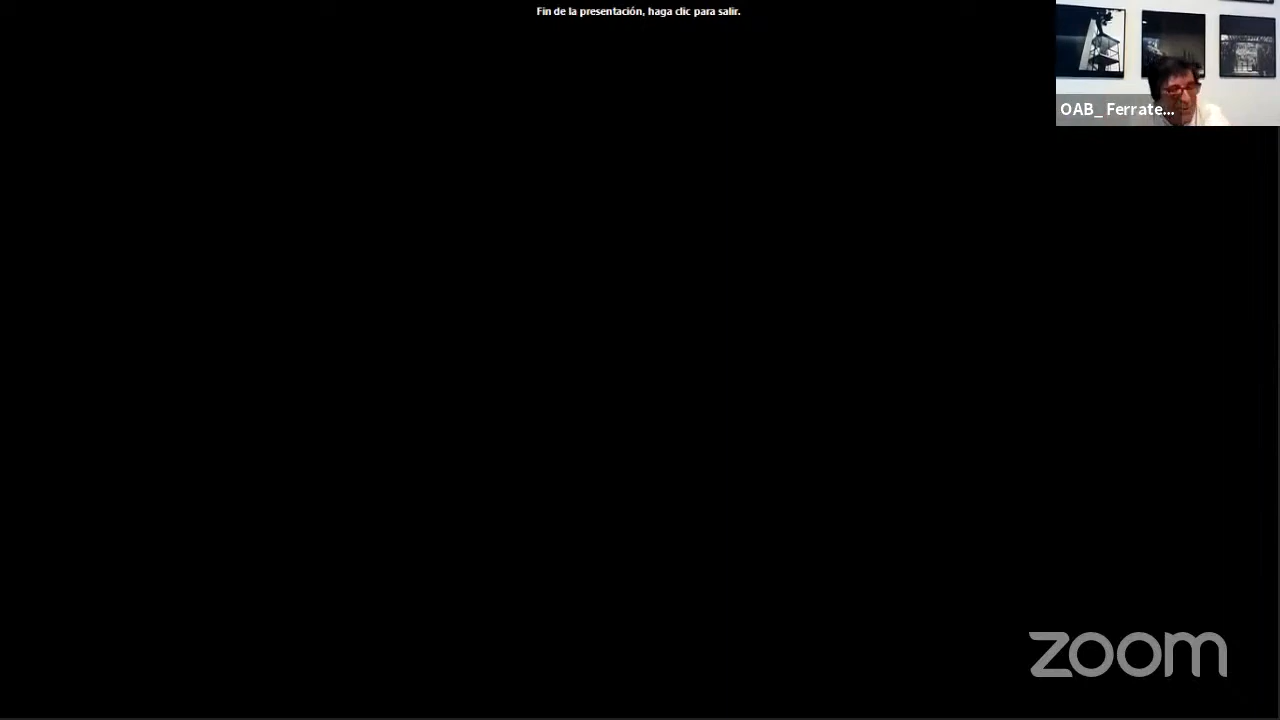 Fin de la presentación, haga clic para salir.
OAB_ Ferrate...
zoom